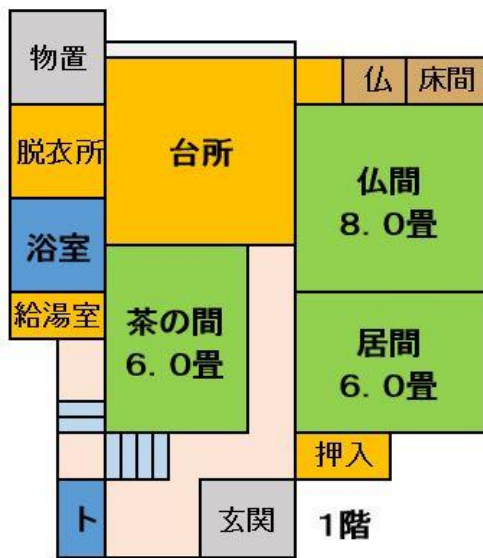 物置
仏
床間
脱衣所
台所
仏間
8.0畳
浴室
給湯室
茶の間
6.0畳
居間
6.0畳
押入
ト
玄関
1階